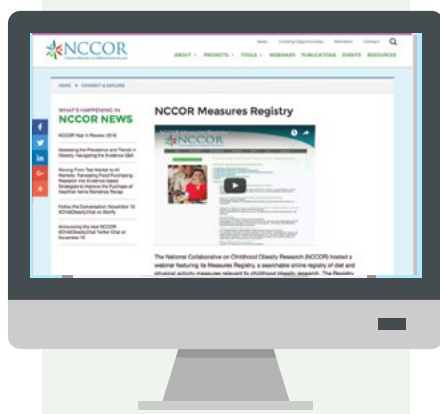 News Funding Opportunities Members Contact
NCCOR
ABOUT PROJECTS TOOLS WEBINARS PUBLICATIONS EVENTS RESOURCES
HOME CONNECT & EXPLORE
WHAT'S HAPPENING IN
NCCOR NEWS
NCCOR Year in Review: 2016
Assessing the Prevalence and Trends in
Obesity: Navigating the Evidence Q&A
Moving From Test Market to All
Markets: Translating Food Purchasing
Research into Evidence-based
Strategies to Improve the Purchase of
Healthier Items Workshop Recap
Follow the Conversation: November 15
#ChildObesityChat on Storify
Announcing the next NCCOR
#ChildObesityChat Twitter Chat on
November 15
NCCOR Measures Registry
NCCOR
The National Collaborative on Childhood Obesity Research (NCCOR) hosted a
webinar featuring its Measures Registry, a searchable online registry of diet and
physical activity measures relevant to childhood obesity research. The Registry